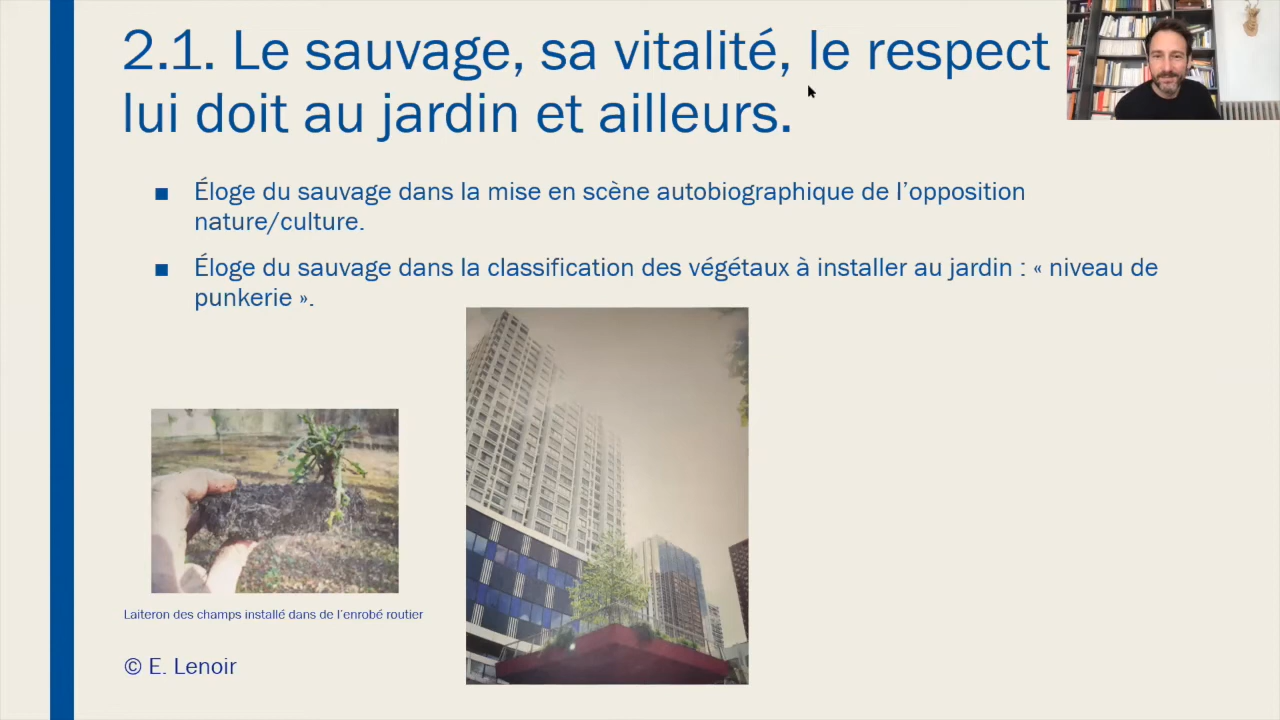 2.1. Le sauvage, sa vitalité, le respect
lui doit au jardin et ailleurs.
■ Éloge du sauvage dans la mise en scène autobiographique de l’opposition
nature/culture.
■ Éloge du sauvage dans la classification des végétaux à installer au jardin : « niveau de
punkerie ».
Laiteron des champs installé dans de l’enrobé routier
© E. Lenoir